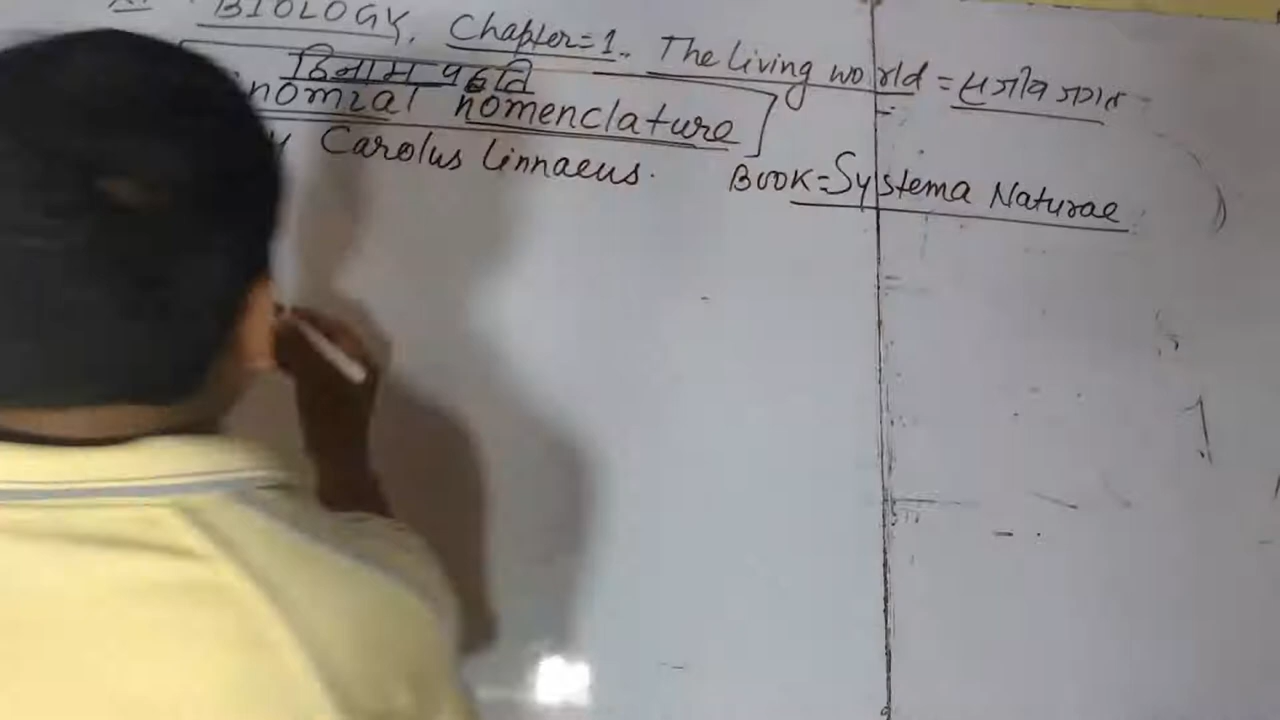 BIOLOGY, Chapter=1.. The living world = सजीव जगत
द्विनाम पद्धति
nomial nomenclature
Carolus Linnaeus. Book=Systema Naturae